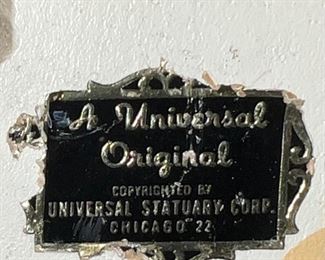 A Universal
Original
COPYRIGHTED BY
UNIVERSAL STATUARY CORP.
CHICAGO 22